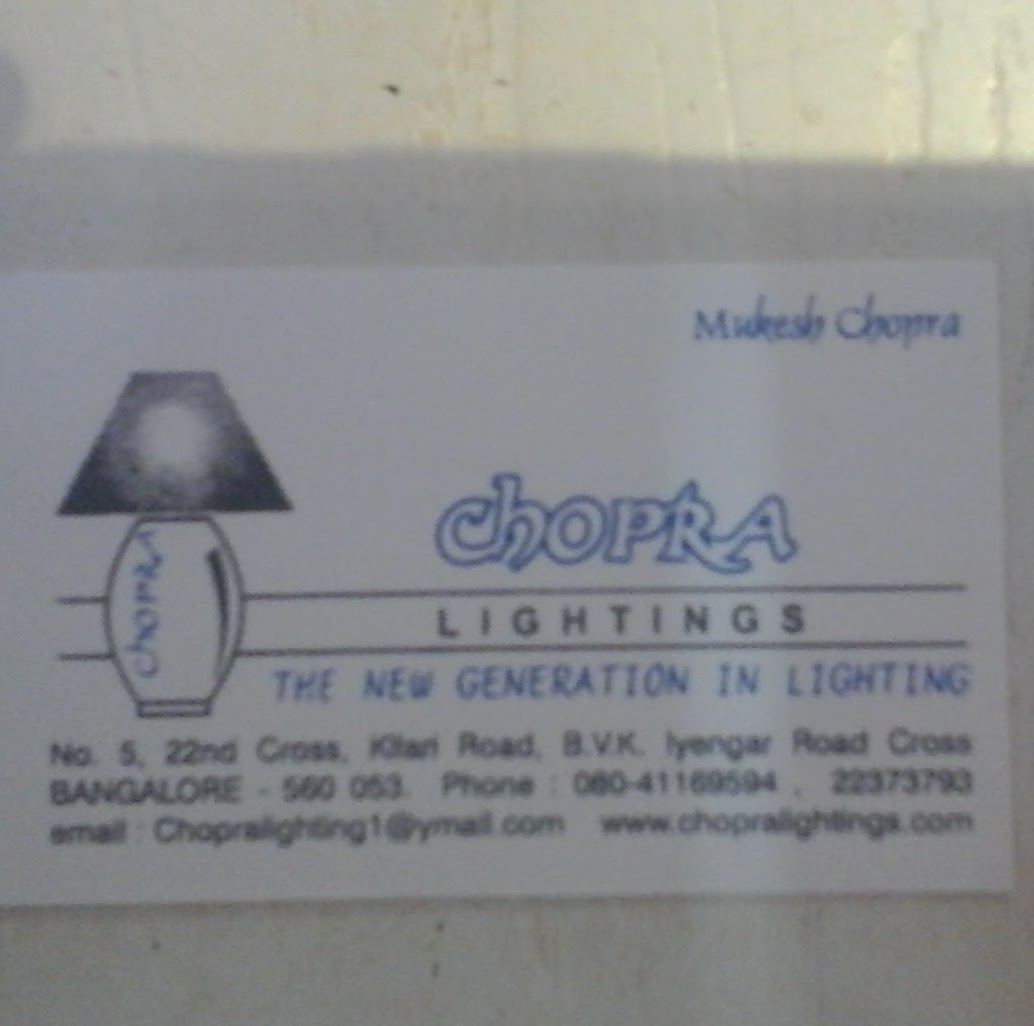 Mukesh Chopra
ChOPRA
ChOPRA
LIGHTINGS
THE NEW GENERATION IN LIGHTING
No. 5, 22nd Cross, Kilari Road, B.V.K. Iyengar Road Cross
BANGALORE - 560 053. Phone : 080-41169594 , 22373793
email : Chopralighting1@ymail.com www.chopralightings.com